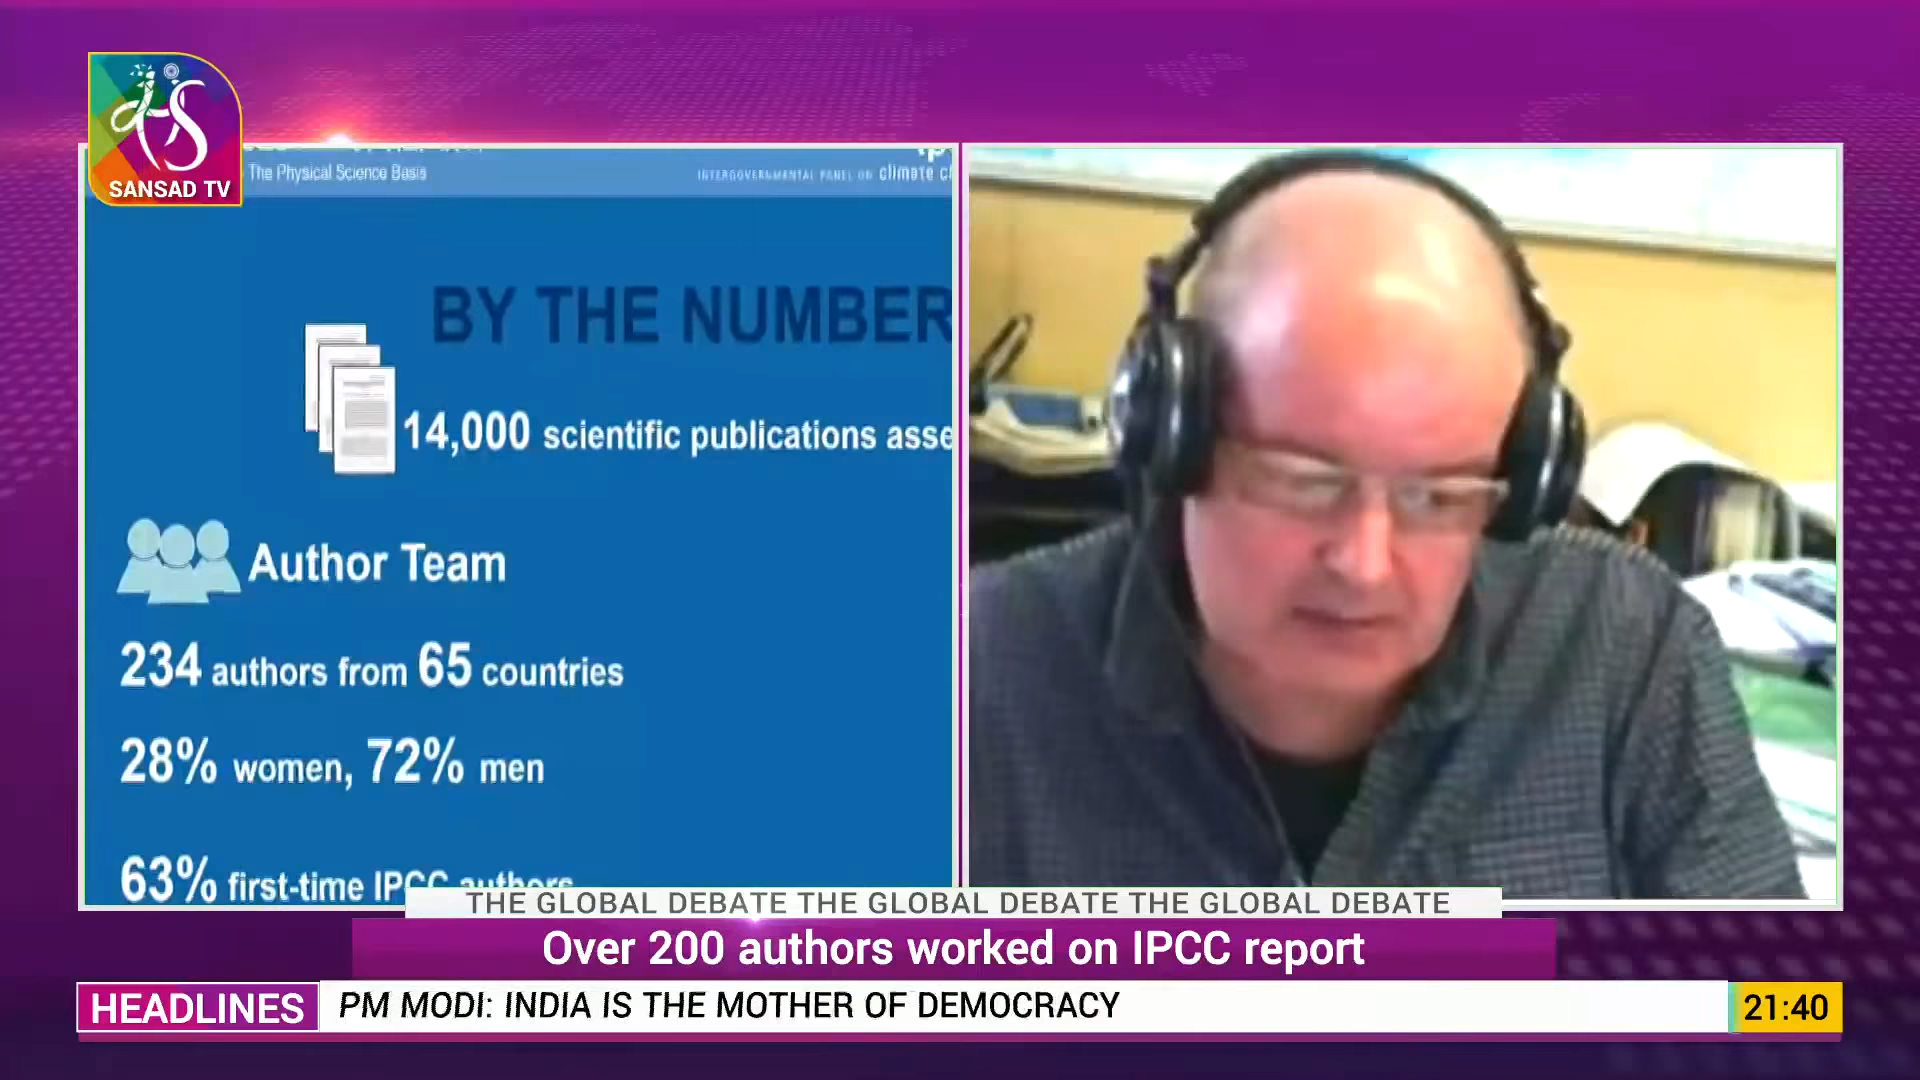 SANSAD TV
The Physical Science Basis
INTERGOVERNMENTAL PANEL ON climate
BY THE NUMBER
14,000 scientific publications asse
Author Team
234 authors from 65 countries
28% women, 72% men
63% first-time IPCC authors
THE GLOBAL DEBATE THE GLOBAL DEBATE THE GLOBAL DEBATE
Over 200 authors worked on IPCC report
HEADLINES PM MODI: INDIA IS THE MOTHER OF DEMOCRACY 21:40